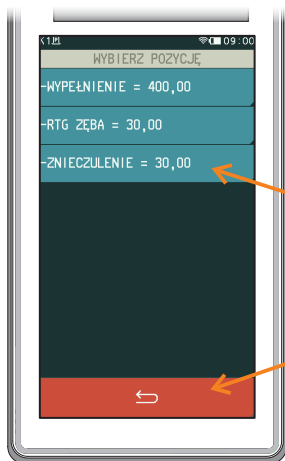 09:00
WYBIERZ POZYCJĘ
-WYPEŁNIENIE = 400,00
-RTG ZĘBA = 30,00
-ZNIECZULENIE = 30,00